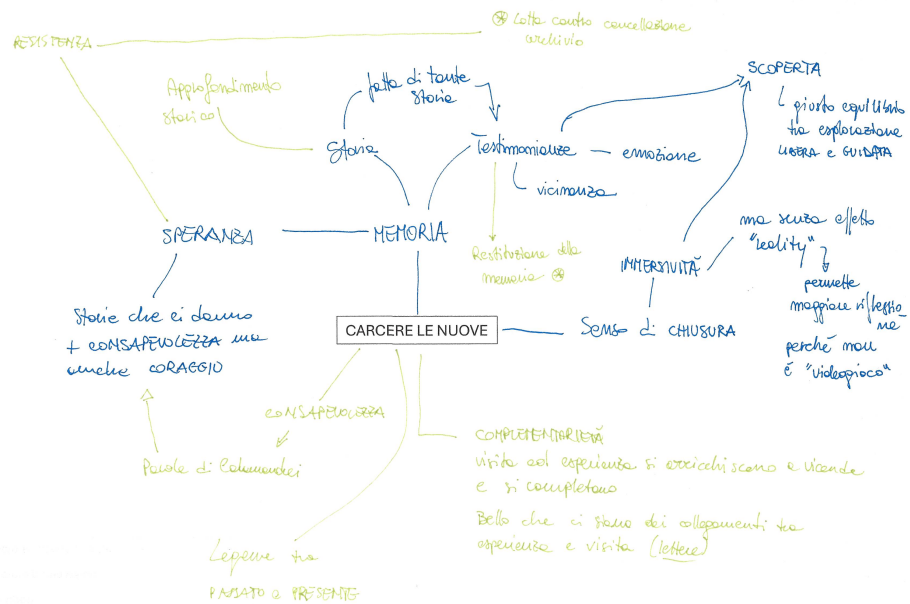 RESISTENZA
⊛ Lotta contro cancellazione
archivio
Approfondimento
storico
fatta di tante
storie
Storia
Testimonianze
emozione
vicinanza
SCOPERTA
giusto equilibrio
tra esplorazione
LIBERA e GUIDATA
SPERANZA
MEMORIA
Restituzione della
memoria ⊛
IMMERSIVITÀ
ma senza effetto
"reality"
permette
maggiore riflessio
ne
perché non
è "videogioco"
Storie che ci danno
+ CONSAPEVOLEZZA ma
anche CORAGGIO
CARCERE LE NUOVE
Senso di CHIUSURA
CONSAPEVOLEZZA
Parole di Calamandrei
COMPLEMENTARIETÀ
visita ed esperienza si arricchiscono a vicenda
e si completano
Bello che ci siano dei collegamenti tra
esperienza e visita (lettere)
Legame tra
PASSATO e PRESENTE